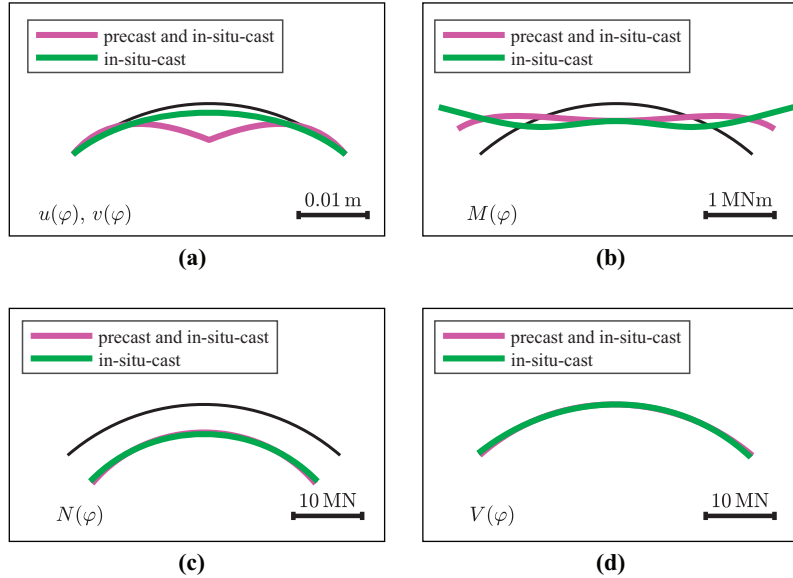 precast and in-situ-cast
in-situ-cast
0.01 m
u(φ), v(φ)
(a)
precast and in-situ-cast
in-situ-cast
1 MNm
M(φ)
(b)
precast and in-situ-cast
in-situ-cast
10 MN
N(φ)
(c)
precast and in-situ-cast
in-situ-cast
10 MN
V(φ)
(d)